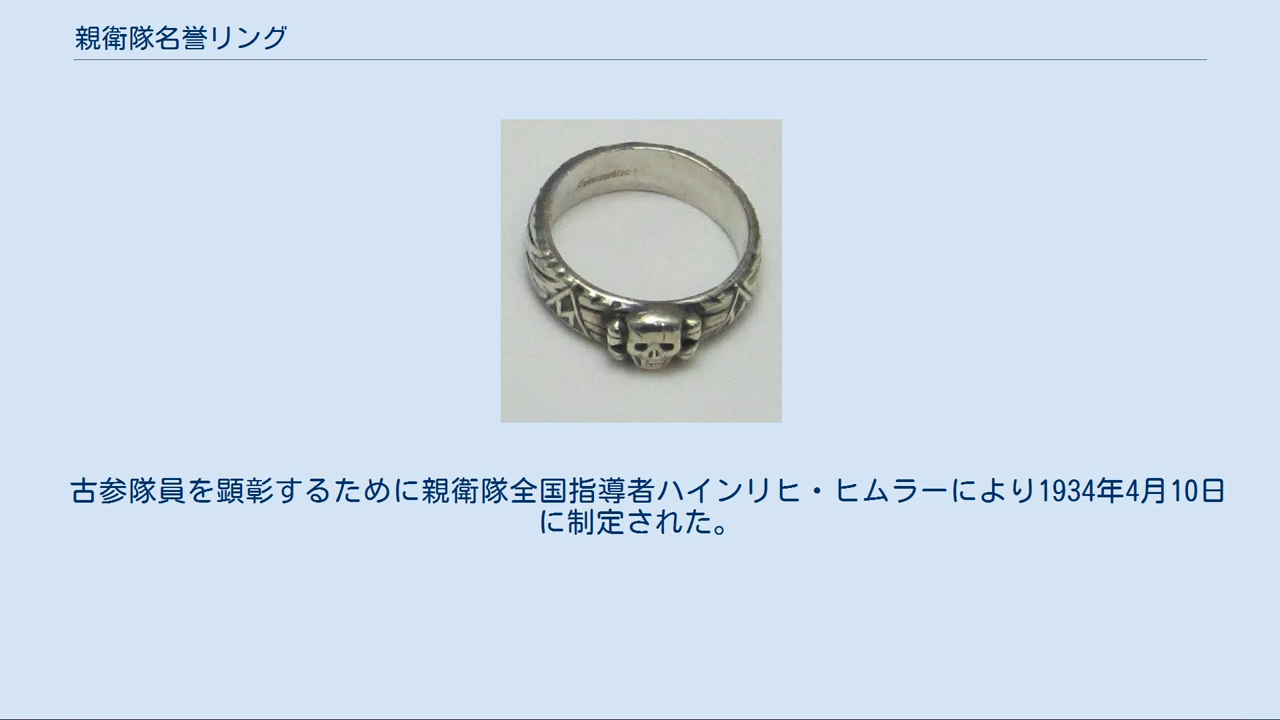 親衛隊名誉リング
古参隊員を顕彰するために親衛隊全国指導者ハインリヒ・ヒムラーにより1934年4月10日
に制定された。